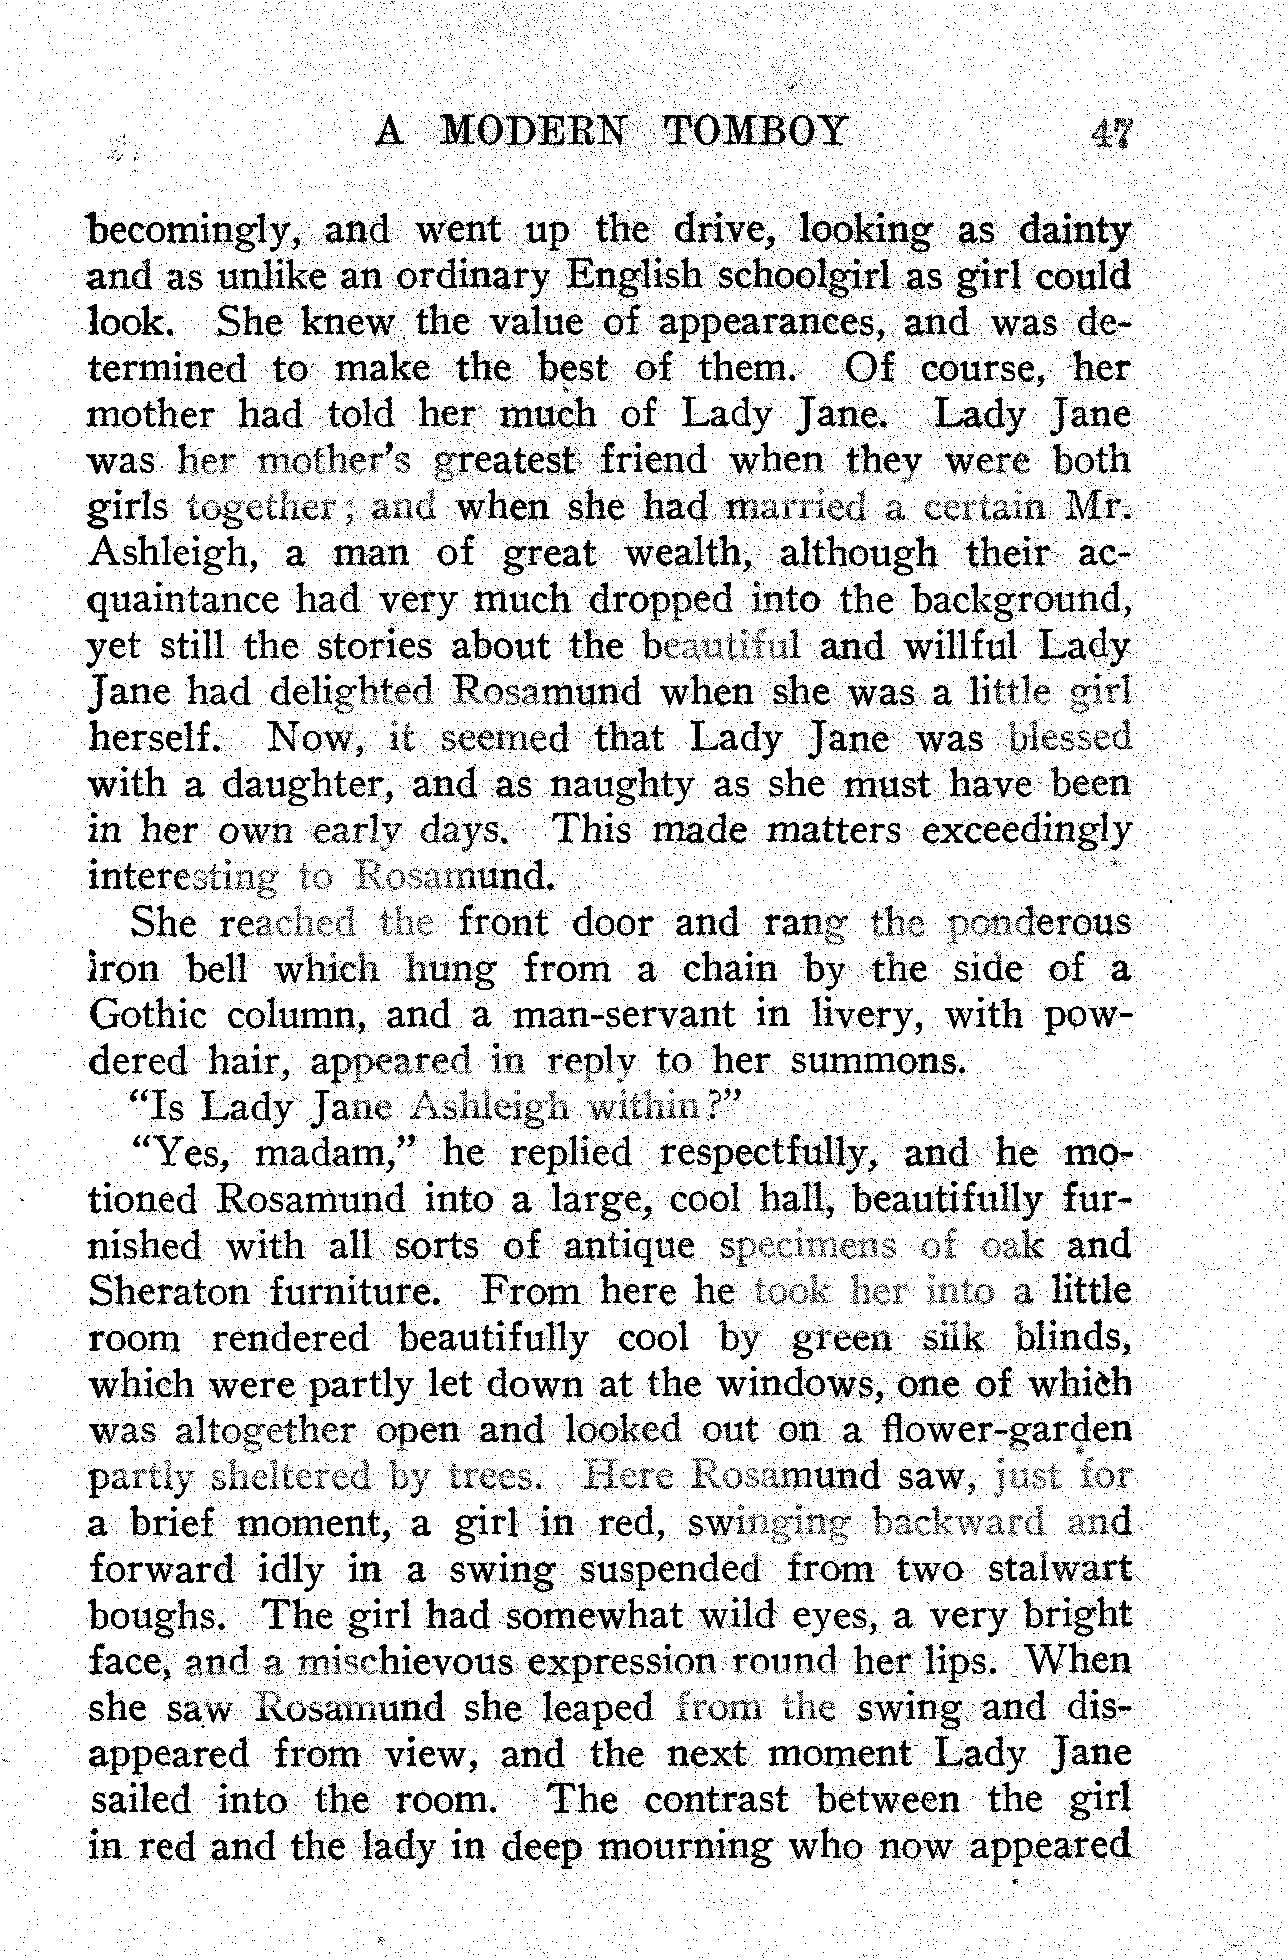 A MODERN TOMBOY 47
becomingly, and went up the drive, looking as dainty
and as unlike an ordinary English schoolgirl as girl could
look. She knew the value of appearances, and was de-
termined to make the best of them. Of course, her
mother had told her much of Lady Jane. Lady Jane
was her mother's greatest friend when they were both
girls together; and when she had married a certain Mr.
Ashleigh, a man of great wealth, although their ac-
quaintance had very much dropped into the background,
yet still the stories about the beautiful and willful Lady
Jane had delighted Rosamund when she was a little girl
herself. Now, it seemed that Lady Jane was blessed
with a daughter, and as naughty as she must have been
in her own early days. This made matters exceedingly
interesting to Rosamund.
She reached the front door and rang the ponderous
iron bell which hung from a chain by the side of a
Gothic column, and a man-servant in livery, with pow-
dered hair, appeared in reply to her summons.
"Is Lady Jane Ashleigh within?"
"Yes, madam," he replied respectfully, and he mo-
tioned Rosamund into a large, cool hall, beautifully fur-
nished with all sorts of antique specimens of oak and
Sheraton furniture. From here he took her into a little
room rendered beautifully cool by green silk blinds,
which were partly let down at the windows, one of which
was altogether open and looked out on a flower-garden
partly sheltered by trees. Here Rosamund saw, just for
a brief moment, a girl in red, swinging backward and
forward idly in a swing suspended from two stalwart
boughs. The girl had somewhat wild eyes, a very bright
face, and a mischievous expression round her lips. When
she saw Rosamund she leaped from the swing and dis-
appeared from view, and the next moment Lady Jane
sailed into the room. The contrast between the girl
in red and the lady in deep mourning who now appeared